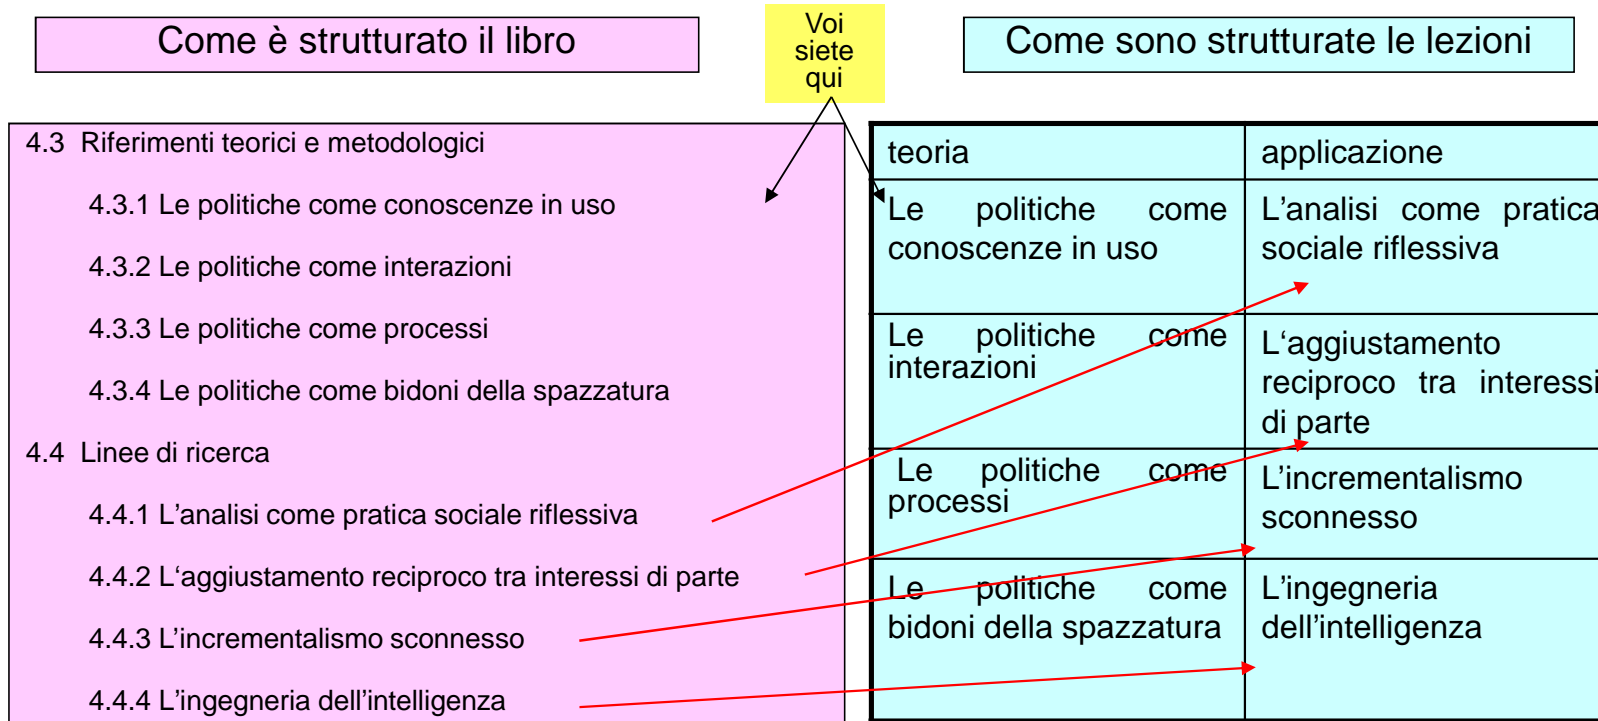 Come è strutturato il libro
Voi
siete
qui
Come sono strutturate le lezioni
4.3 Riferimenti teorici e metodologici
4.3.1 Le politiche come conoscenze in uso
4.3.2 Le politiche come interazioni
4.3.3 Le politiche come processi
4.3.4 Le politiche come bidoni della spazzatura
4.4 Linee di ricerca
4.4.1 L’analisi come pratica sociale riflessiva
4.4.2 L‘aggiustamento reciproco tra interessi di parte
4.4.3 L’incrementalismo sconnesso
4.4.4 L’ingegneria dell’intelligenza
teoria
applicazione
Le politiche come
conoscenze in uso
L’analisi come pratica
sociale riflessiva
Le politiche come
interazioni
L‘aggiustamento
reciproco tra interessi
di parte
Le politiche come
processi
L’incrementalismo
sconnesso
Le politiche come
bidoni della spazzatura
L’ingegneria
dell’intelligenza